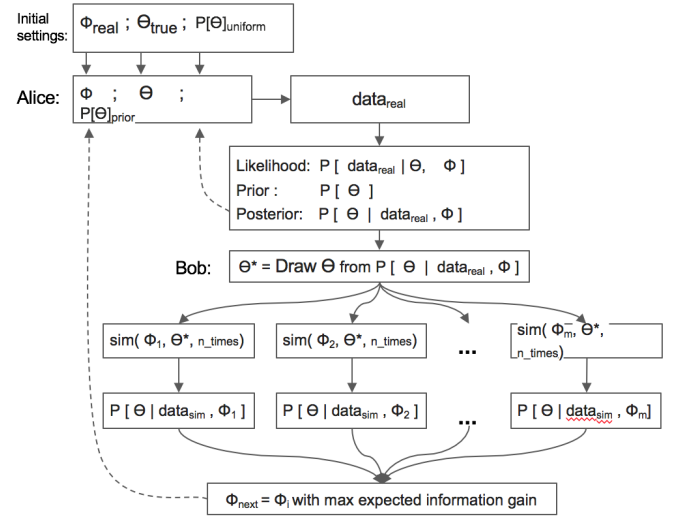 Initial settings:
Φreal ; Θtrue ; P[Θ]uniform
Alice:
Φ ; Θ ;
P[Θ]prior
datareal
Likelihood: P [ datareal | Θ, Φ ]
Prior : P [ Θ ]
Posterior: P [ Θ | datareal , Φ ]
Bob:
Θ* = Draw Θ from P [ Θ | datareal , Φ ]
sim( Φ1, Θ*, n_times)
sim( Φ2, Θ*, n_times)
...
sim( Φm, Θ*,
n_times)
P [ Θ | datasim , Φ1 ]
P [ Θ | datasim , Φ2 ]
...
P [ Θ | datasim , Φm]
Φnext = Φi with max expected information gain